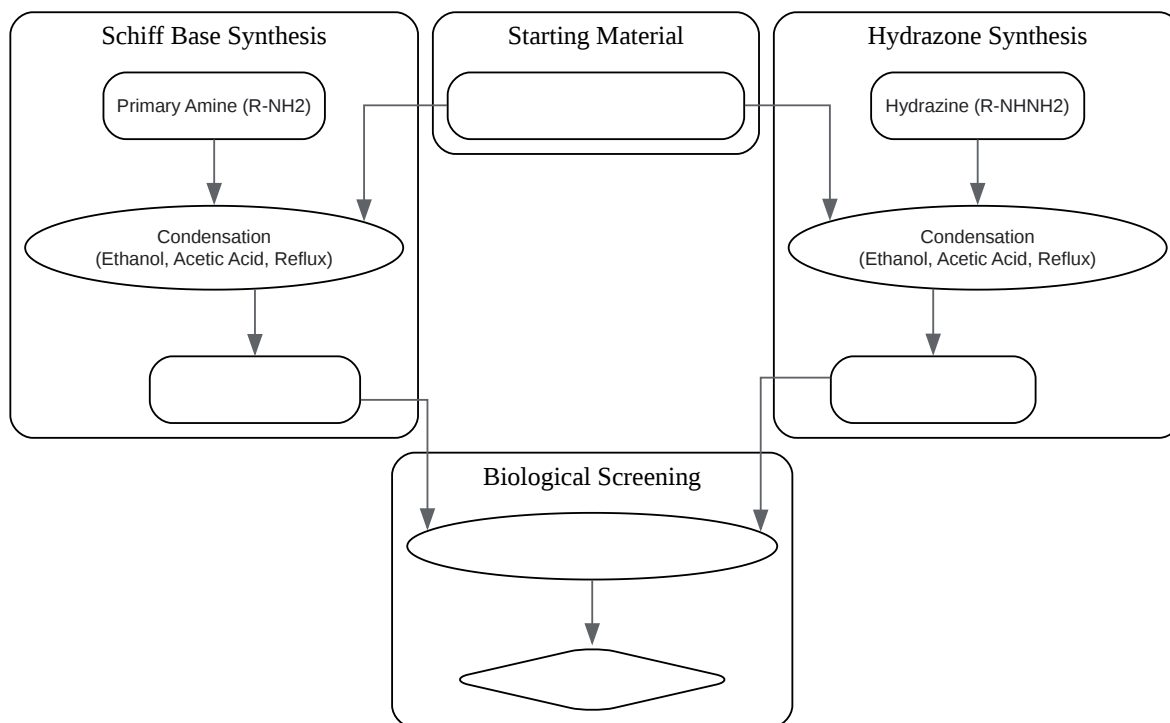 Schiff Base Synthesis
Starting Material
Hydrazone Synthesis
Primary Amine (R-NH2)
Hydrazine (R-NHNH2)
Condensation
(Ethanol, Acetic Acid, Reflux)
Condensation
(Ethanol, Acetic Acid, Reflux)
Biological Screening